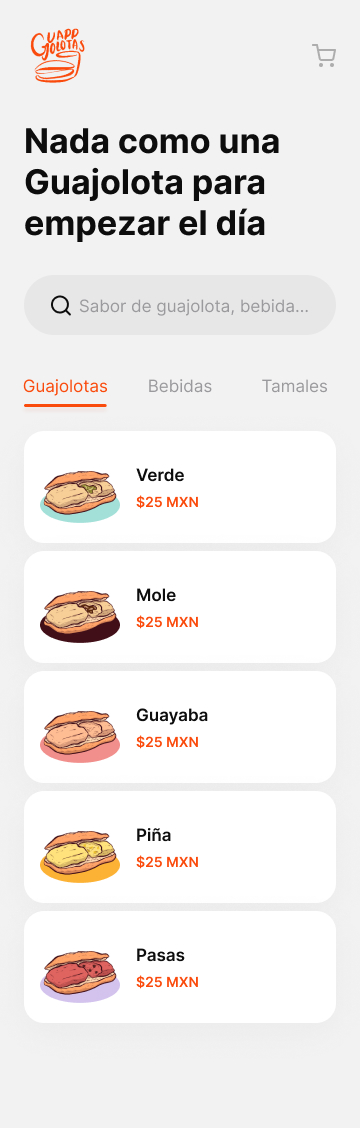 GUAPP
GOLOTAS
Nada como una
Guajolota para
empezar el día
Sabor de guajolota, bebida...
Guajolotas Bebidas Tamales
Verde
$25 MXN
Mole
$25 MXN
Guayaba
$25 MXN
Piña
$25 MXN
Pasas
$25 MXN